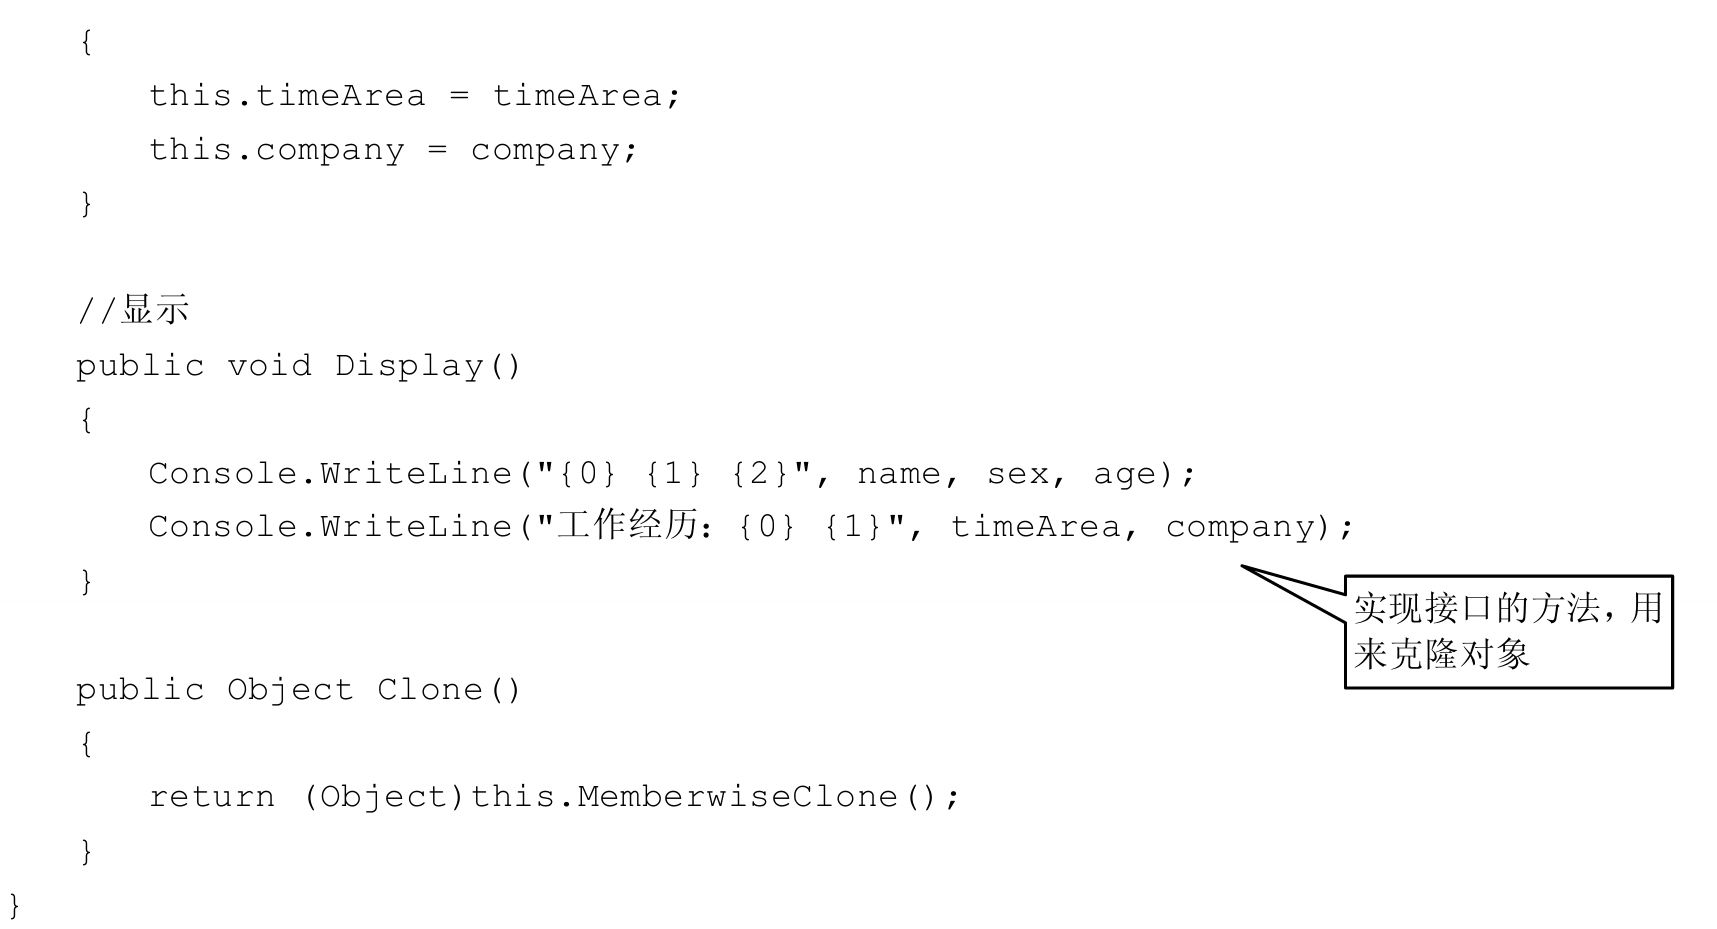 {
this.timeArea = timeArea;
this.company = company;
}
//显示
public void Display()
{
Console.WriteLine("{0} {1} {2}", name, sex, age);
Console.WriteLine("工作经历：{0} {1}", timeArea, company);
}
实现接口的方法，用
来克隆对象
public Object Clone()
{
return (Object)this.MemberwiseClone();
}
}